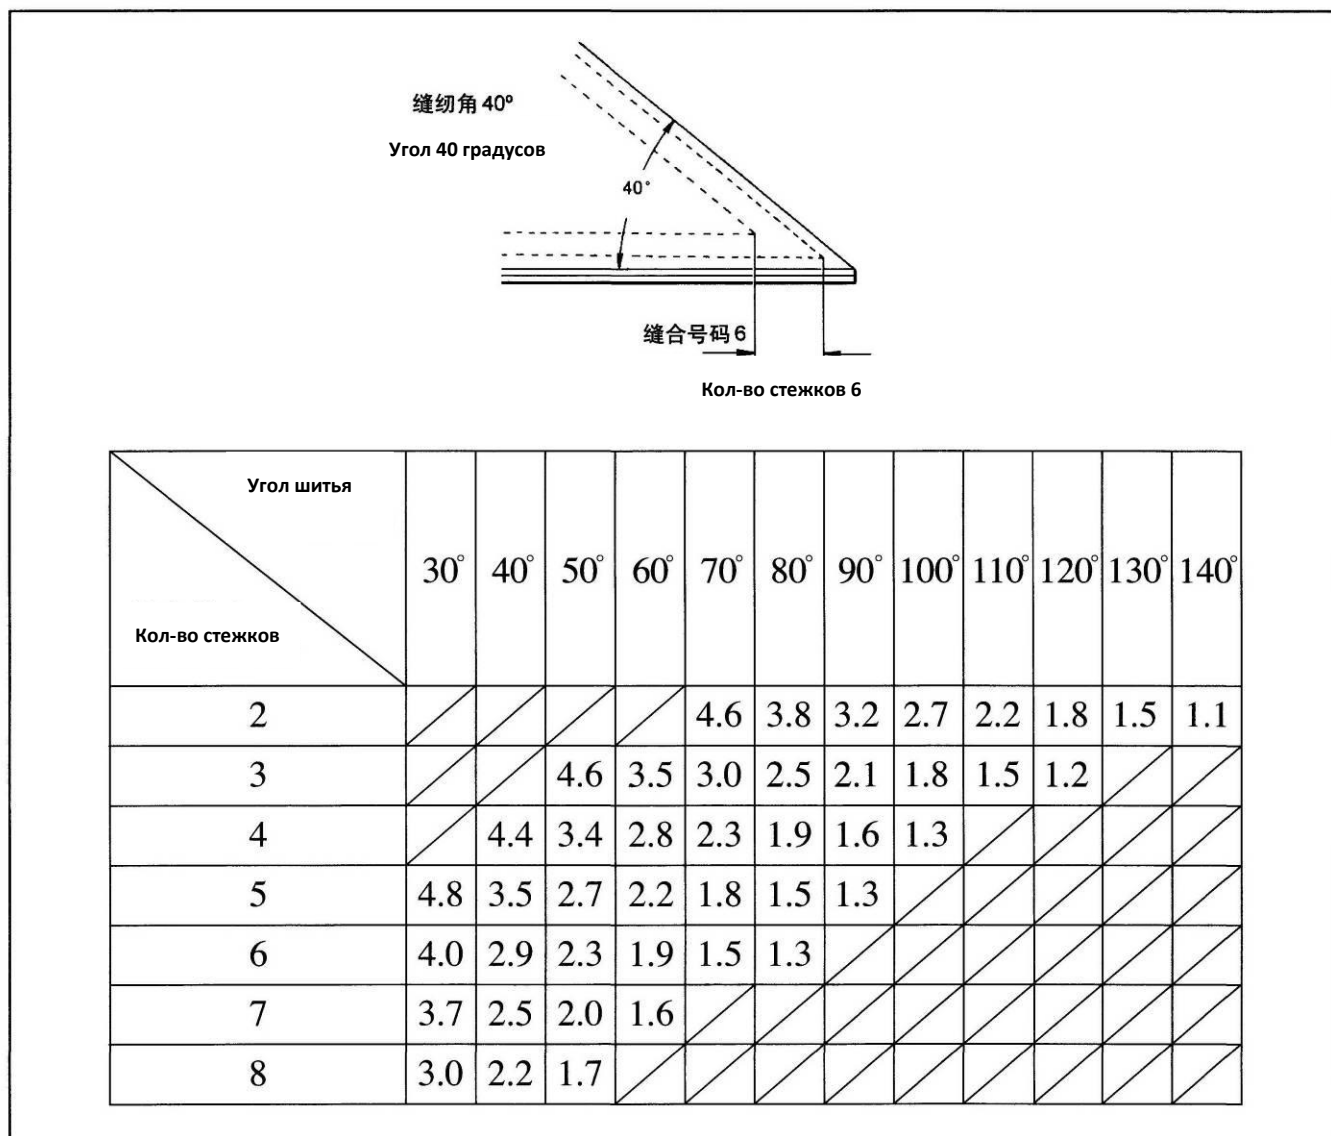 缝纫角 40º
Угол 40 градусов
40°
缝合号码 6
Кол-во стежков 6
Угол шитья
Кол-во стежков
30° 40° 50° 60° 70° 80° 90° 100° 110° 120° 130° 140°
2 4.6 3.8 3.2 2.7 2.2 1.8 1.5 1.1
3 4.6 3.5 3.0 2.5 2.1 1.8 1.5 1.2
4 4.4 3.4 2.8 2.3 1.9 1.6 1.3
5 4.8 3.5 2.7 2.2 1.8 1.5 1.3
6 4.0 2.9 2.3 1.9 1.5 1.3
7 3.7 2.5 2.0 1.6
8 3.0 2.2 1.7